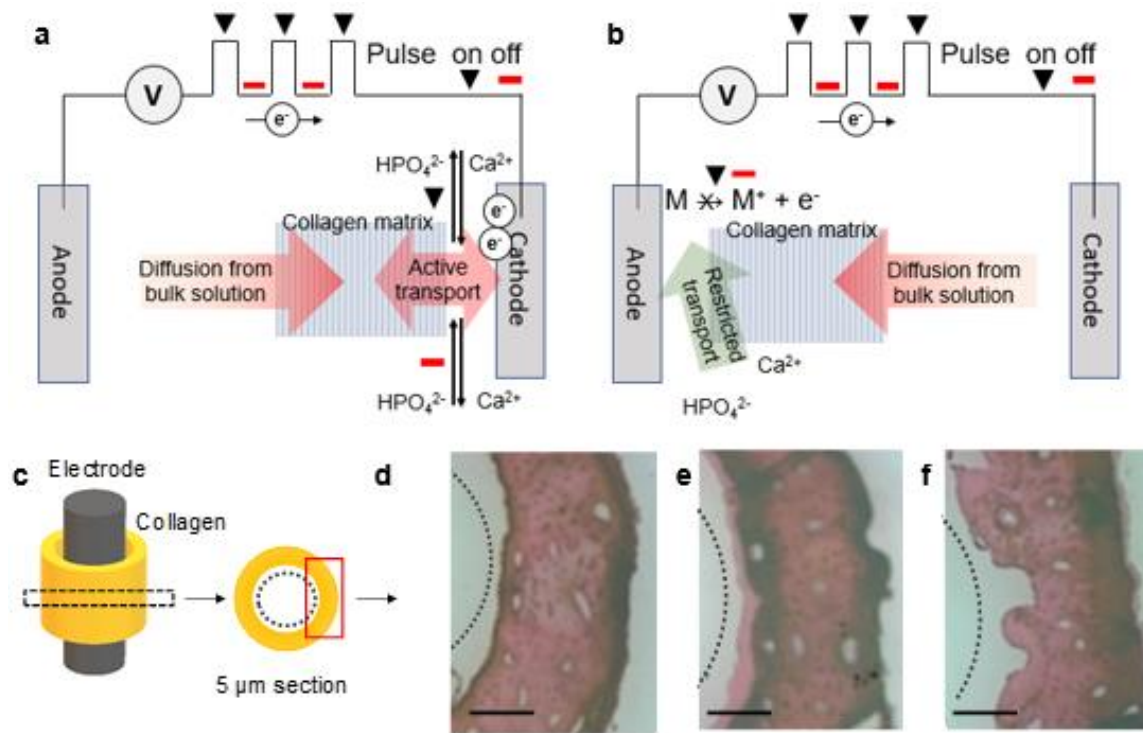 a
Pulse on off
V
e-
HPO₄²⁻ Ca²⁺
Collagen matrix
e-
e-
Anode
Diffusion from
bulk solution
Active
transport
Cathode
HPO₄²⁻ Ca²⁺
b
Pulse on off
V
e-
M → M⁺ + e-
Collagen matrix
Anode
Restricted
transport
Diffusion from
bulk solution
Cathode
Ca²⁺
HPO₄²⁻
c
Electrode
Collagen
5 µm section
d
e
f